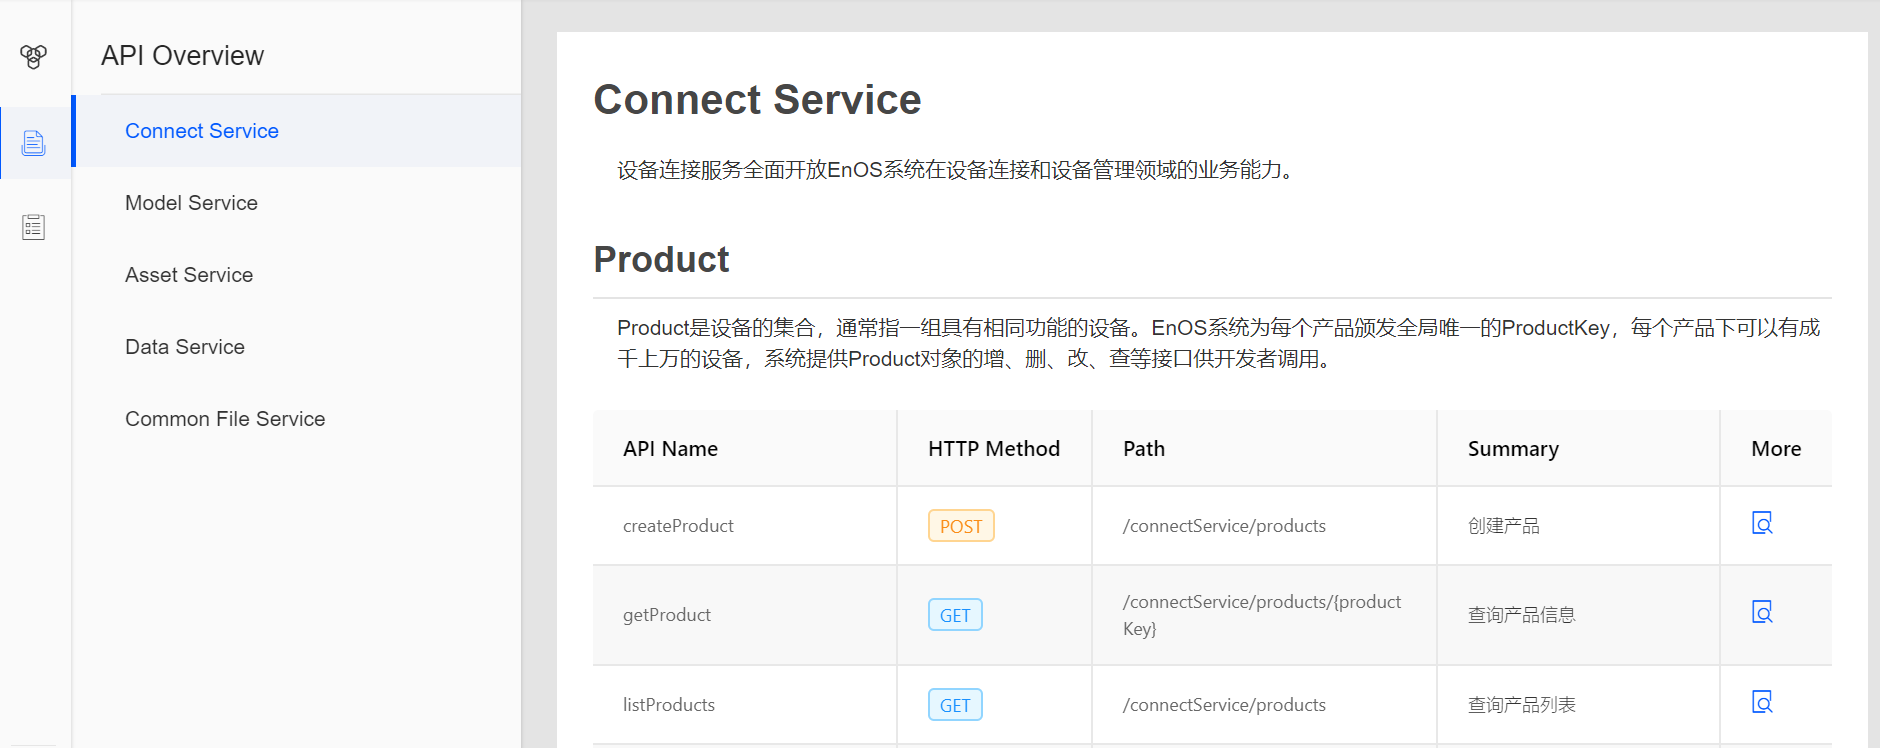 API Overview
Connect Service
Model Service
Asset Service
Data Service
Common File Service
Connect Service
设备连接服务全面开放EnOS系统在设备连接和设备管理领域的业务能力。
Product
Product是设备的集合，通常指一组具有相同功能的设备。EnOS系统为每个产品颁发全局唯一的ProductKey，每个产品下可以有成
千上万的设备，系统提供Product对象的增、删、改、查等接口供开发者调用。
API Name HTTP Method Path Summary More
createProduct POST /connectService/products 创建产品
getProduct GET /connectService/products/{product
Key} 查询产品信息
listProducts GET /connectService/products 查询产品列表